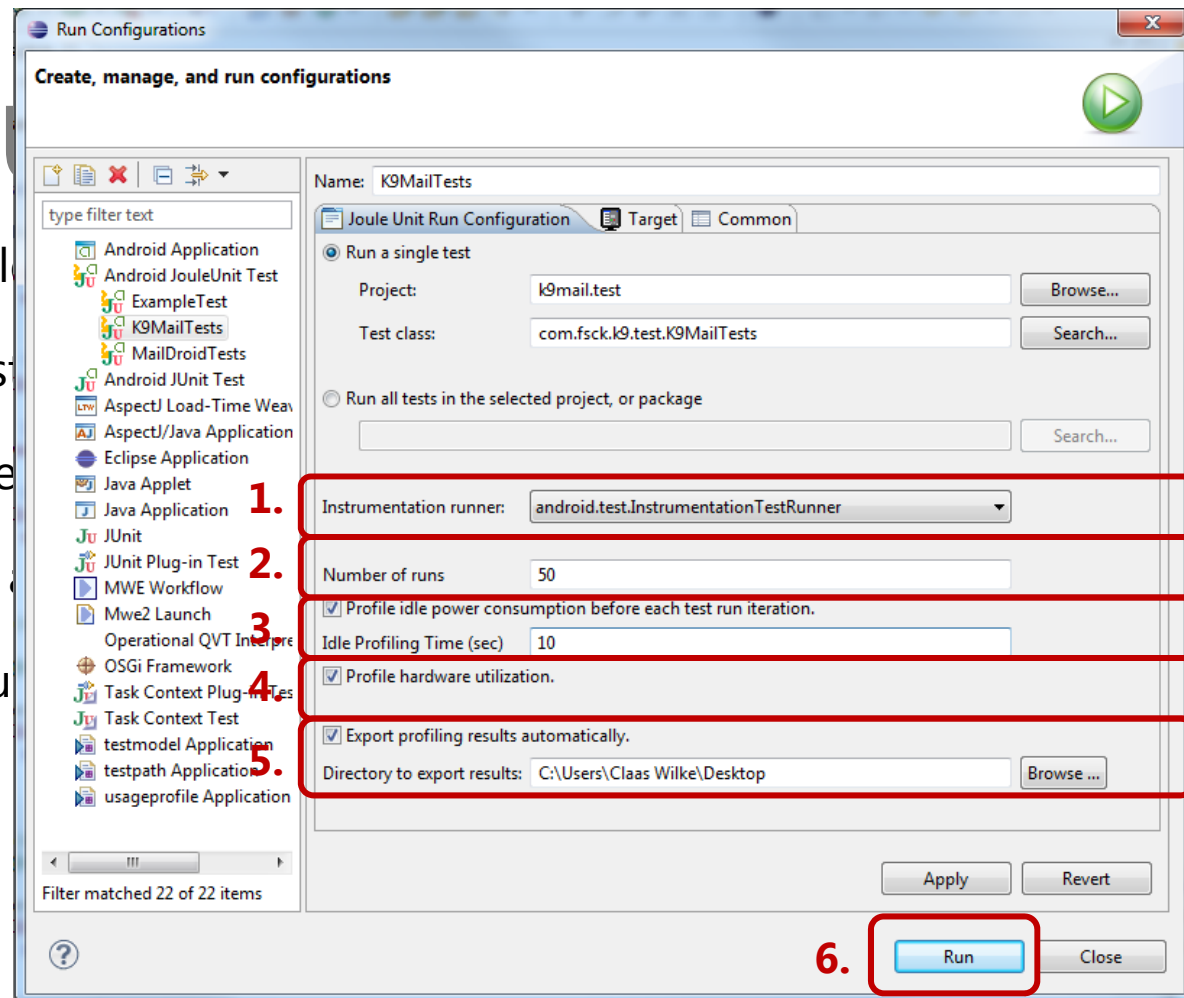 Run Configurations
Create, manage, and run configurations
type filter text
Android Application
Android JouleUnit Test
ExampleTest
K9MailTests
MailDroidTests
Android JUnit Test
AspectJ Load-Time Weav
AspectJ/Java Application
Eclipse Application
Java Applet
Java Application
JUnit
JUnit Plug-in Test
MWE Workflow
Mwe2 Launch
Operational QVT Interpre
OSGi Framework
Task Context Plug-in Tes
Task Context Test
testmodel Application
testpath Application
usageprofile Application
Filter matched 22 of 22 items
Name: K9MailTests
Joule Unit Run Configuration Target Common
Run a single test
Project: k9mail.test Browse...
Test class: com.fsck.k9.test.K9MailTests Search...
Run all tests in the selected project, or package
Search...
1. Instrumentation runner: android.test.InstrumentationTestRunner
2. Number of runs 50
3. Profile idle power consumption before each test run iteration.
Idle Profiling Time (sec) 10
4. Profile hardware utilization.
5. Export profiling results automatically.
Directory to export results: C:\Users\Claas Wilke\Desktop Browse ...
Apply Revert
6. Run Close